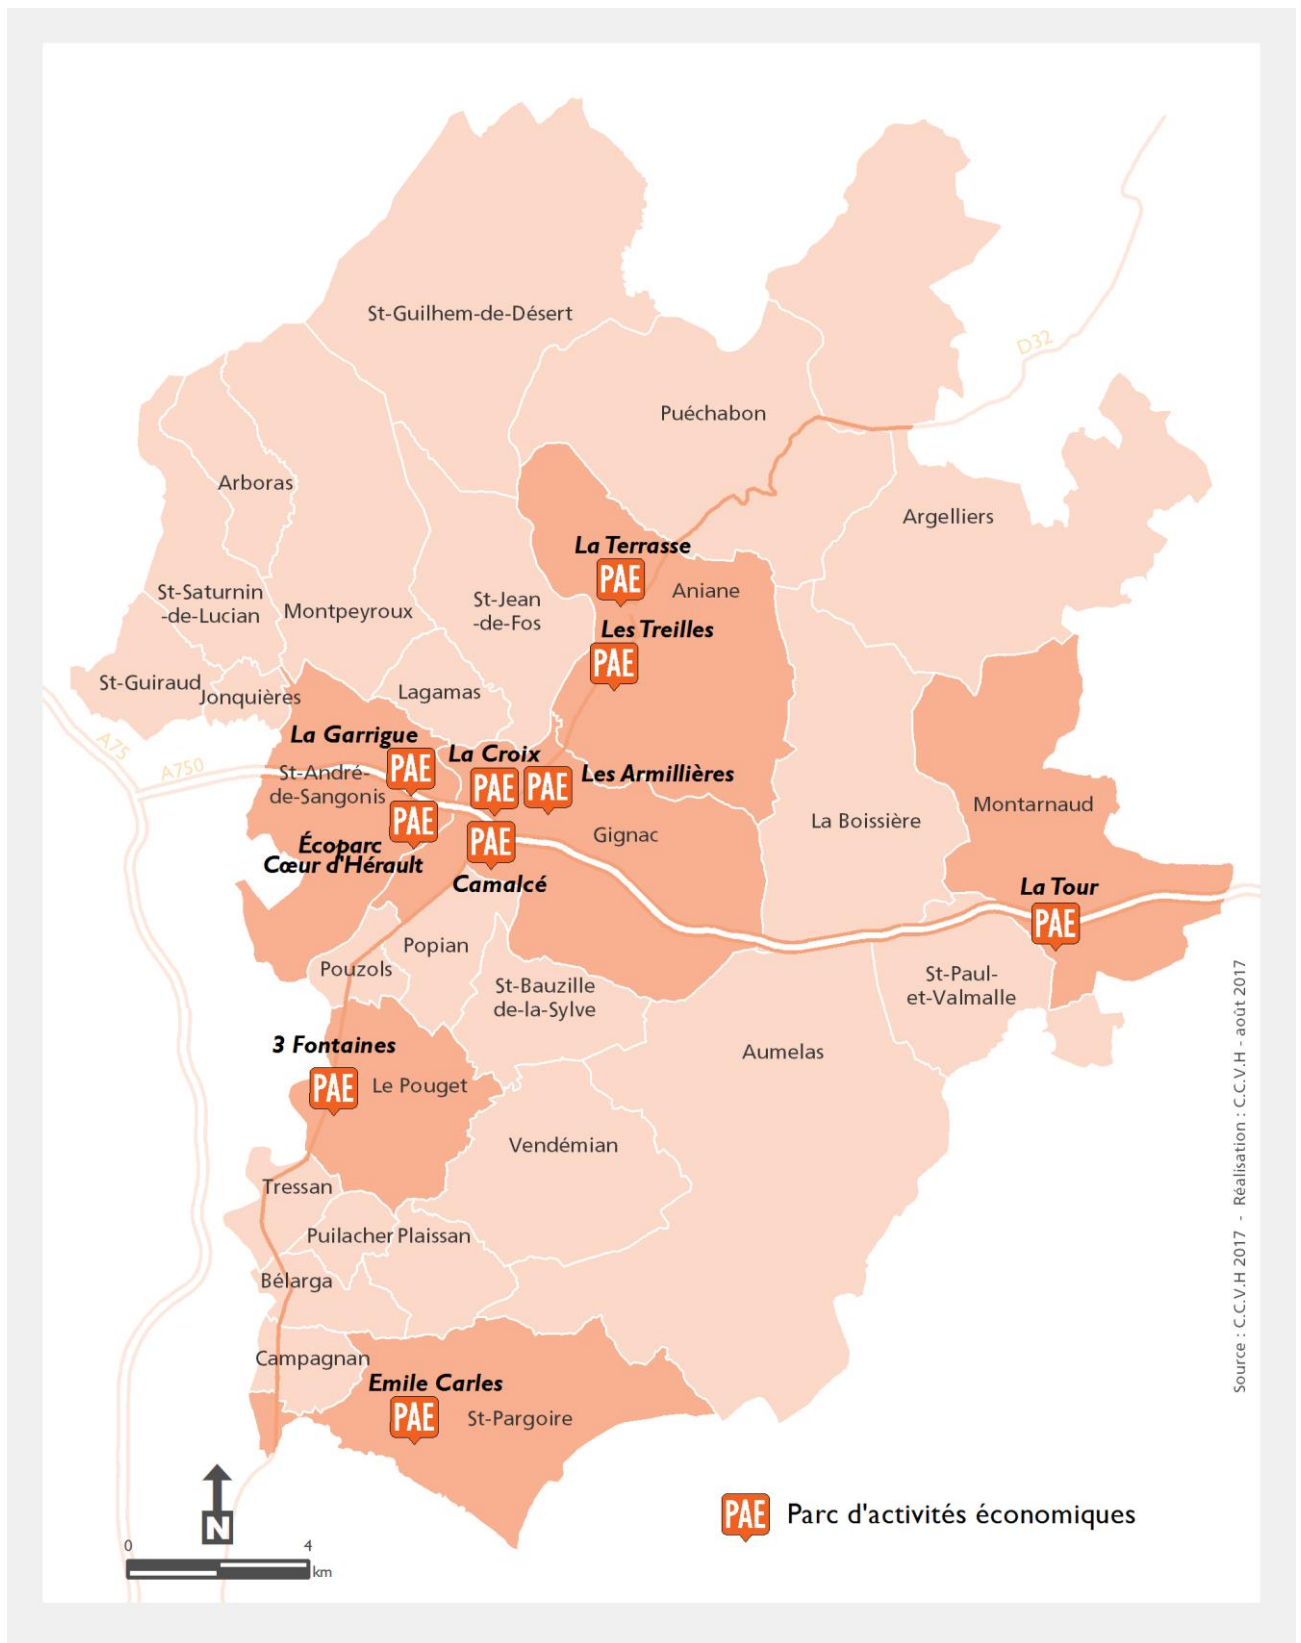 St-Guilhem-de-Désert
D32
Puéchabon
Arboras
Argelliers
La Terrasse
PAE
Aniane
St-Saturnin
-de-Lucian
Montpeyroux
St-Jean
-de-Fos
Les Treilles
PAE
St-Guiraud
Jonquières
Lagamas
La Garrigue
PAE
La Croix
PAE
PAE
Les Armillières
A75
A750
St-André-
de-Sangonis
Montarnaud
La Boissière
PAE
Écoparc
Cœur d'Hérault
PAE
Camalcé
Gignac
La Tour
PAE
Popian
Pouzols
St-Bauzille
de-la-Sylve
St-Paul-
et-Valmalle
3 Fontaines
PAE
Le Pouget
Aumelas
Vendémian
Tressan
Puilacher
Plaissan
Bélarga
Campagnan
Emile Carles
PAE
St-Pargoire
Source : C.C.V.H 2017 - Réalisation : C.C.V.H - août 2017
PAE
Parc d'activités économiques
N
0
4
km